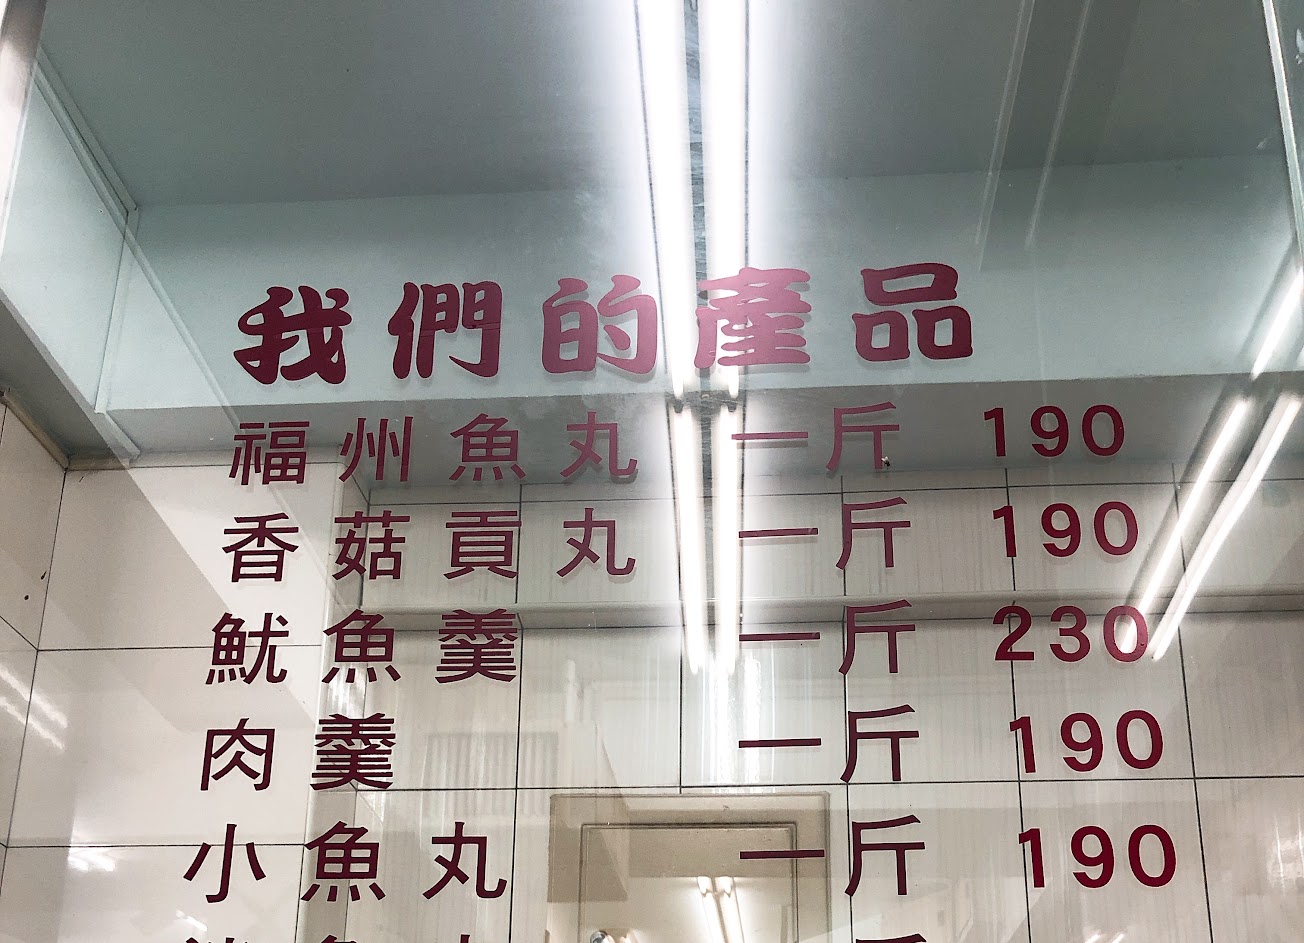 我們的產品
福州魚丸 一斤 190
香菇貢丸 一斤 190
魷魚羹 一斤 230
肉羹 一斤 190
小魚丸 一斤 190